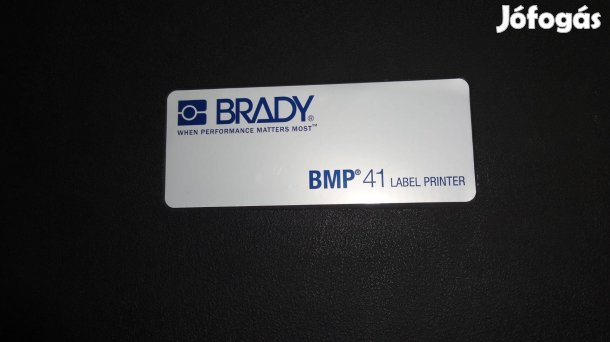 Jófogás
BRADY®
WHEN PERFORMANCE MATTERS MOST™
BMP® 41 LABEL PRINTER